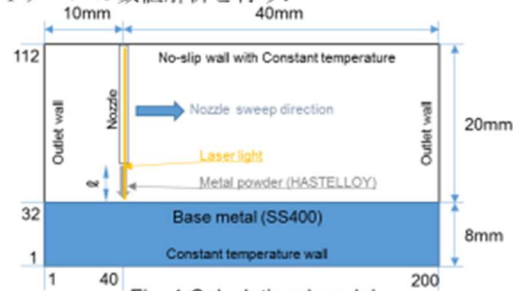 10mm 40mm
112
No-slip wall with Constant temperature
Outlet wall
Nozzle
Nozzle sweep direction
Outlet wall
20mm
Laser light
ℓ
Metal powder (HASTELLOY)
32
Base metal (SS400)
8mm
1
Constant temperature wall
1 40 200